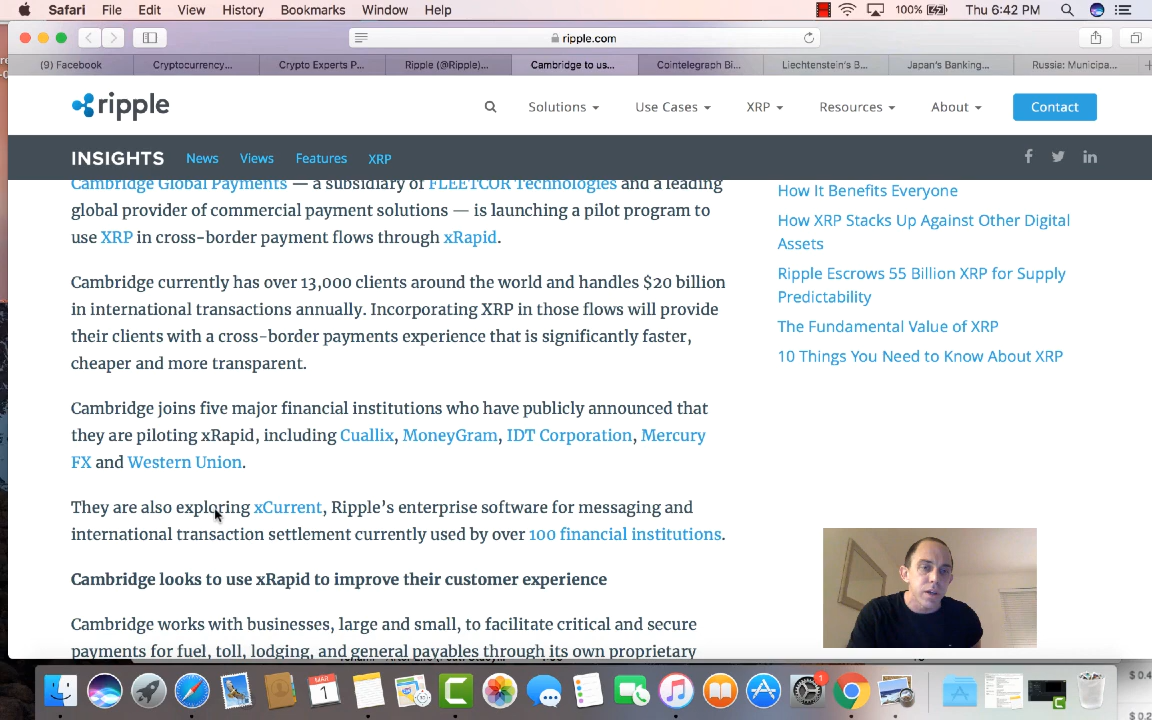 Safari File Edit View History Bookmarks Window Help 100% Thu 6:42 PM
ripple.com
(9) Facebook Cryptocurrency... Crypto Experts P... Ripple (@Ripple)... Cambridge to us... Cointelegraph Bi... Liechtenstein's B... Japan's Banking... Russia: Municipa...
ripple Solutions Use Cases XRP Resources About Contact
INSIGHTS News Views Features XRP
Cambridge Global Payments — a subsidiary of FLEETCOR Technologies and a leading
global provider of commercial payment solutions — is launching a pilot program to
use XRP in cross-border payment flows through xRapid.
Cambridge currently has over 13,000 clients around the world and handles $20 billion
in international transactions annually. Incorporating XRP in those flows will provide
their clients with a cross-border payments experience that is significantly faster,
cheaper and more transparent.
Cambridge joins five major financial institutions who have publicly announced that
they are piloting xRapid, including Cuallix, MoneyGram, IDT Corporation, Mercury
FX and Western Union.
They are also exploring xCurrent, Ripple's enterprise software for messaging and
international transaction settlement currently used by over 100 financial institutions.
Cambridge looks to use xRapid to improve their customer experience
Cambridge works with businesses, large and small, to facilitate critical and secure
payments for fuel, toll, lodging, and general payables through its own proprietary
How It Benefits Everyone
How XRP Stacks Up Against Other Digital
Assets
Ripple Escrows 55 Billion XRP for Supply
Predictability
The Fundamental Value of XRP
10 Things You Need to Know About XRP
MAR
1
1
$0.4
$0.2